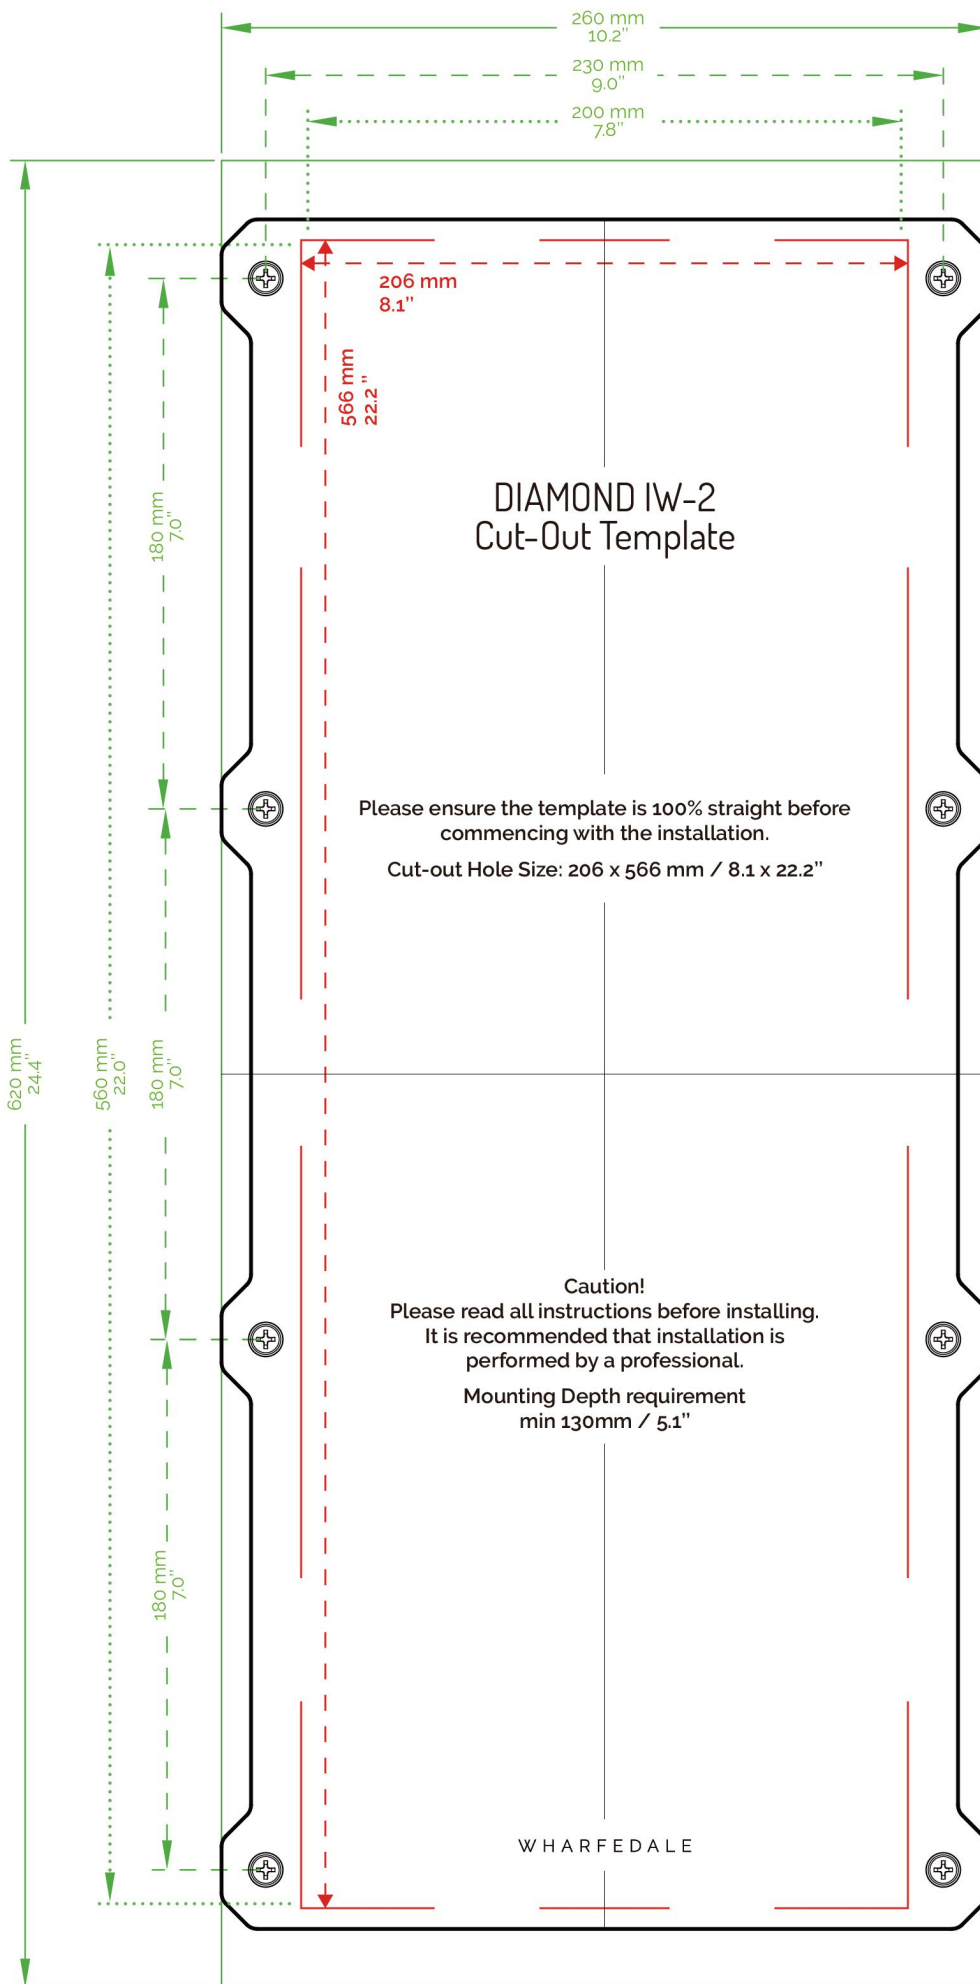 260 mm
10.2”
230 mm
9.0”
200 mm
7.8”
206 mm
8.1”
566 mm
22.2 ”
DIAMOND IW-2
Cut-Out Template
180 mm
7.0”
Please ensure the template is 100% straight before
commencing with the installation.
Cut-out Hole Size: 206 x 566 mm / 8.1 x 22.2”
620 mm
24.4”
560 mm
22.0”
180 mm
7.0”
Caution!
Please read all instructions before installing.
It is recommended that installation is
performed by a professional.
Mounting Depth requirement
min 130mm / 5.1”
180 mm
7.0”
WHARFEDALE